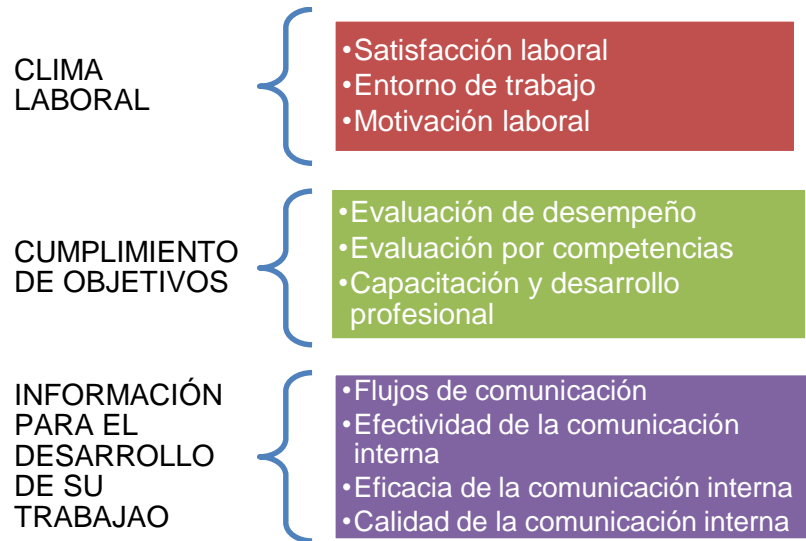 CLIMA
LABORAL
•Satisfacción laboral
•Entorno de trabajo
•Motivación laboral
CUMPLIMIENTO
DE OBJETIVOS
•Evaluación de desempeño
•Evaluación por competencias
•Capacitación y desarrollo
profesional
INFORMACIÓN
PARA EL
DESARROLLO
DE SU
TRABAJAO
•Flujos de comunicación
•Efectividad de la comunicación
interna
•Eficacia de la comunicación interna
•Calidad de la comunicación interna